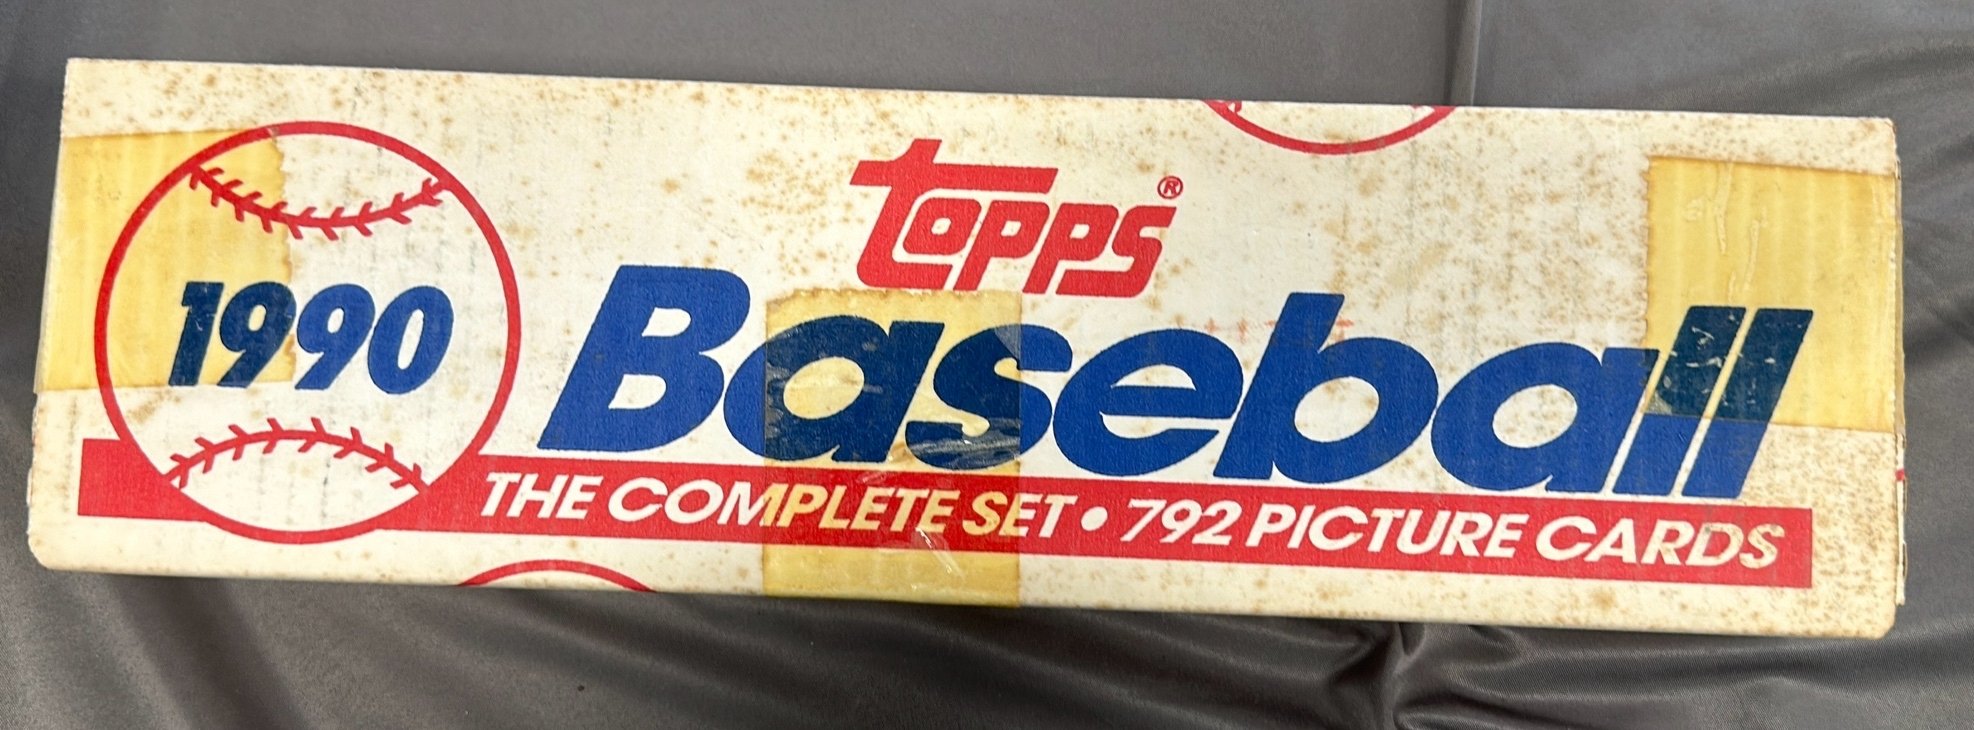 topps®
1990
Baseball
THE COMPLETE SET • 792 PICTURE CARDS